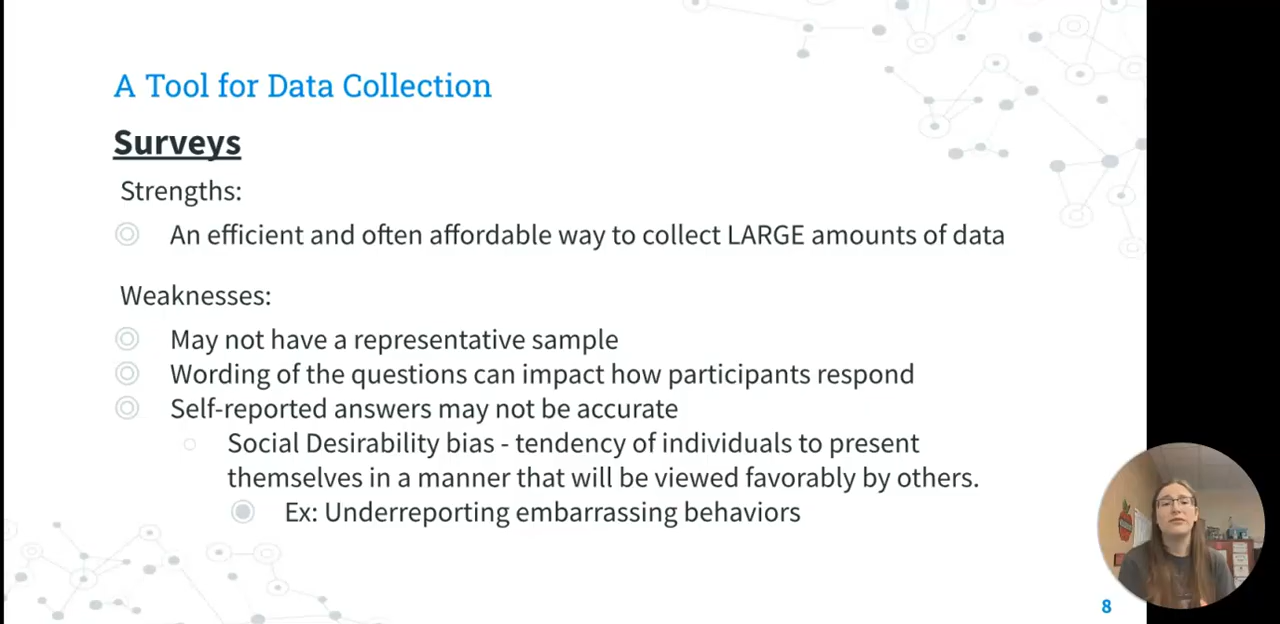 A Tool for Data Collection
Surveys
Strengths:
An efficient and often affordable way to collect LARGE amounts of data
Weaknesses:
May not have a representative sample
Wording of the questions can impact how participants respond
Self-reported answers may not be accurate
Social Desirability bias - tendency of individuals to present
themselves in a manner that will be viewed favorably by others.
Ex: Underreporting embarrassing behaviors
8